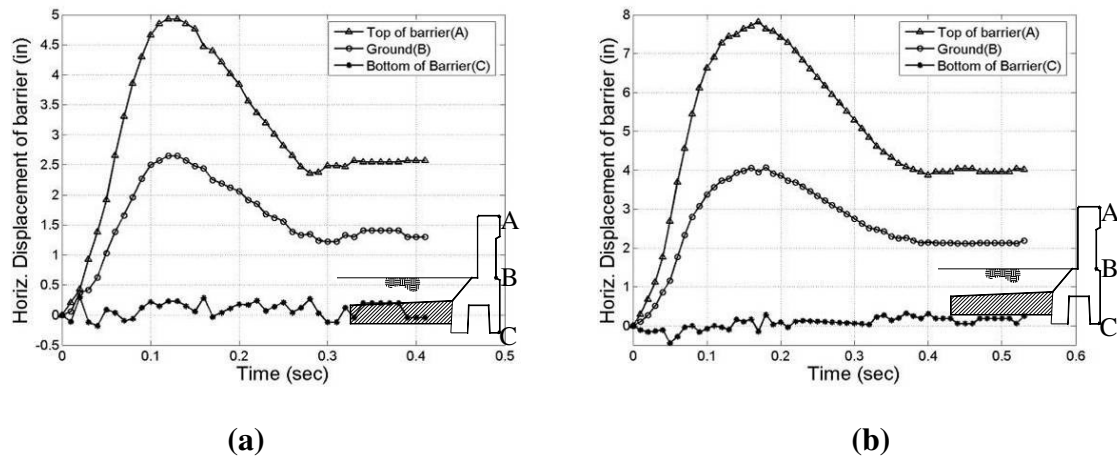 Horiz. Displacement of barrier (in)
5
4.5
4
3.5
3
2.5
2
1.5
1
0.5
0
-0.5
Top of barrier(A)
Ground(B)
Bottom of Barrier(C)
A
B
C
0
0.1
0.2
0.3
0.4
0.5
Time (sec)
(a)
Horiz. Displacement of barrier (in)
8
6
4
2
0
-1
Top of barrier(A)
Ground(B)
Bottom of Barrier(C)
A
B
C
0
0.1
0.2
0.3
0.4
0.5
0.6
Time (sec)
(b)